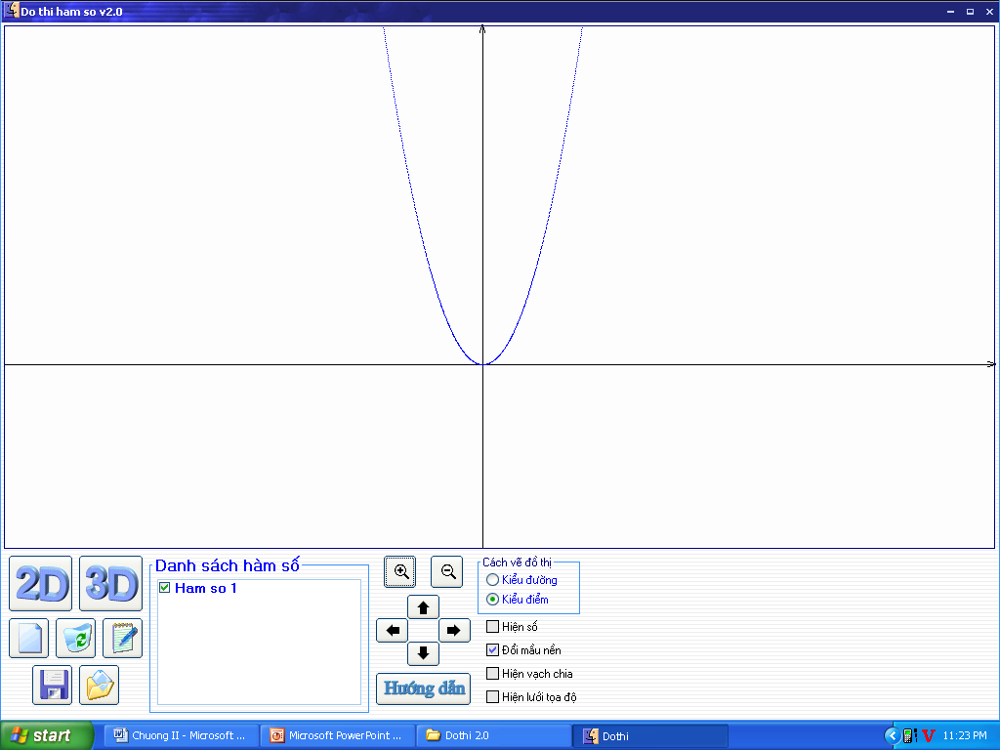 Do thi ham so v2.0
2D
3D
Danh sách hàm số
Ham so 1
Hướng dẫn
Cách vẽ đồ thị
Kiểu đường
Kiểu điểm
Hiện số
Đổi mầu nền
Hiện vạch chia
Hiện lưới tọa độ
start
Chuong II - Microsoft ...
Microsoft PowerPoint ...
Dothi 2.0
Dothi
V
11:23 PM